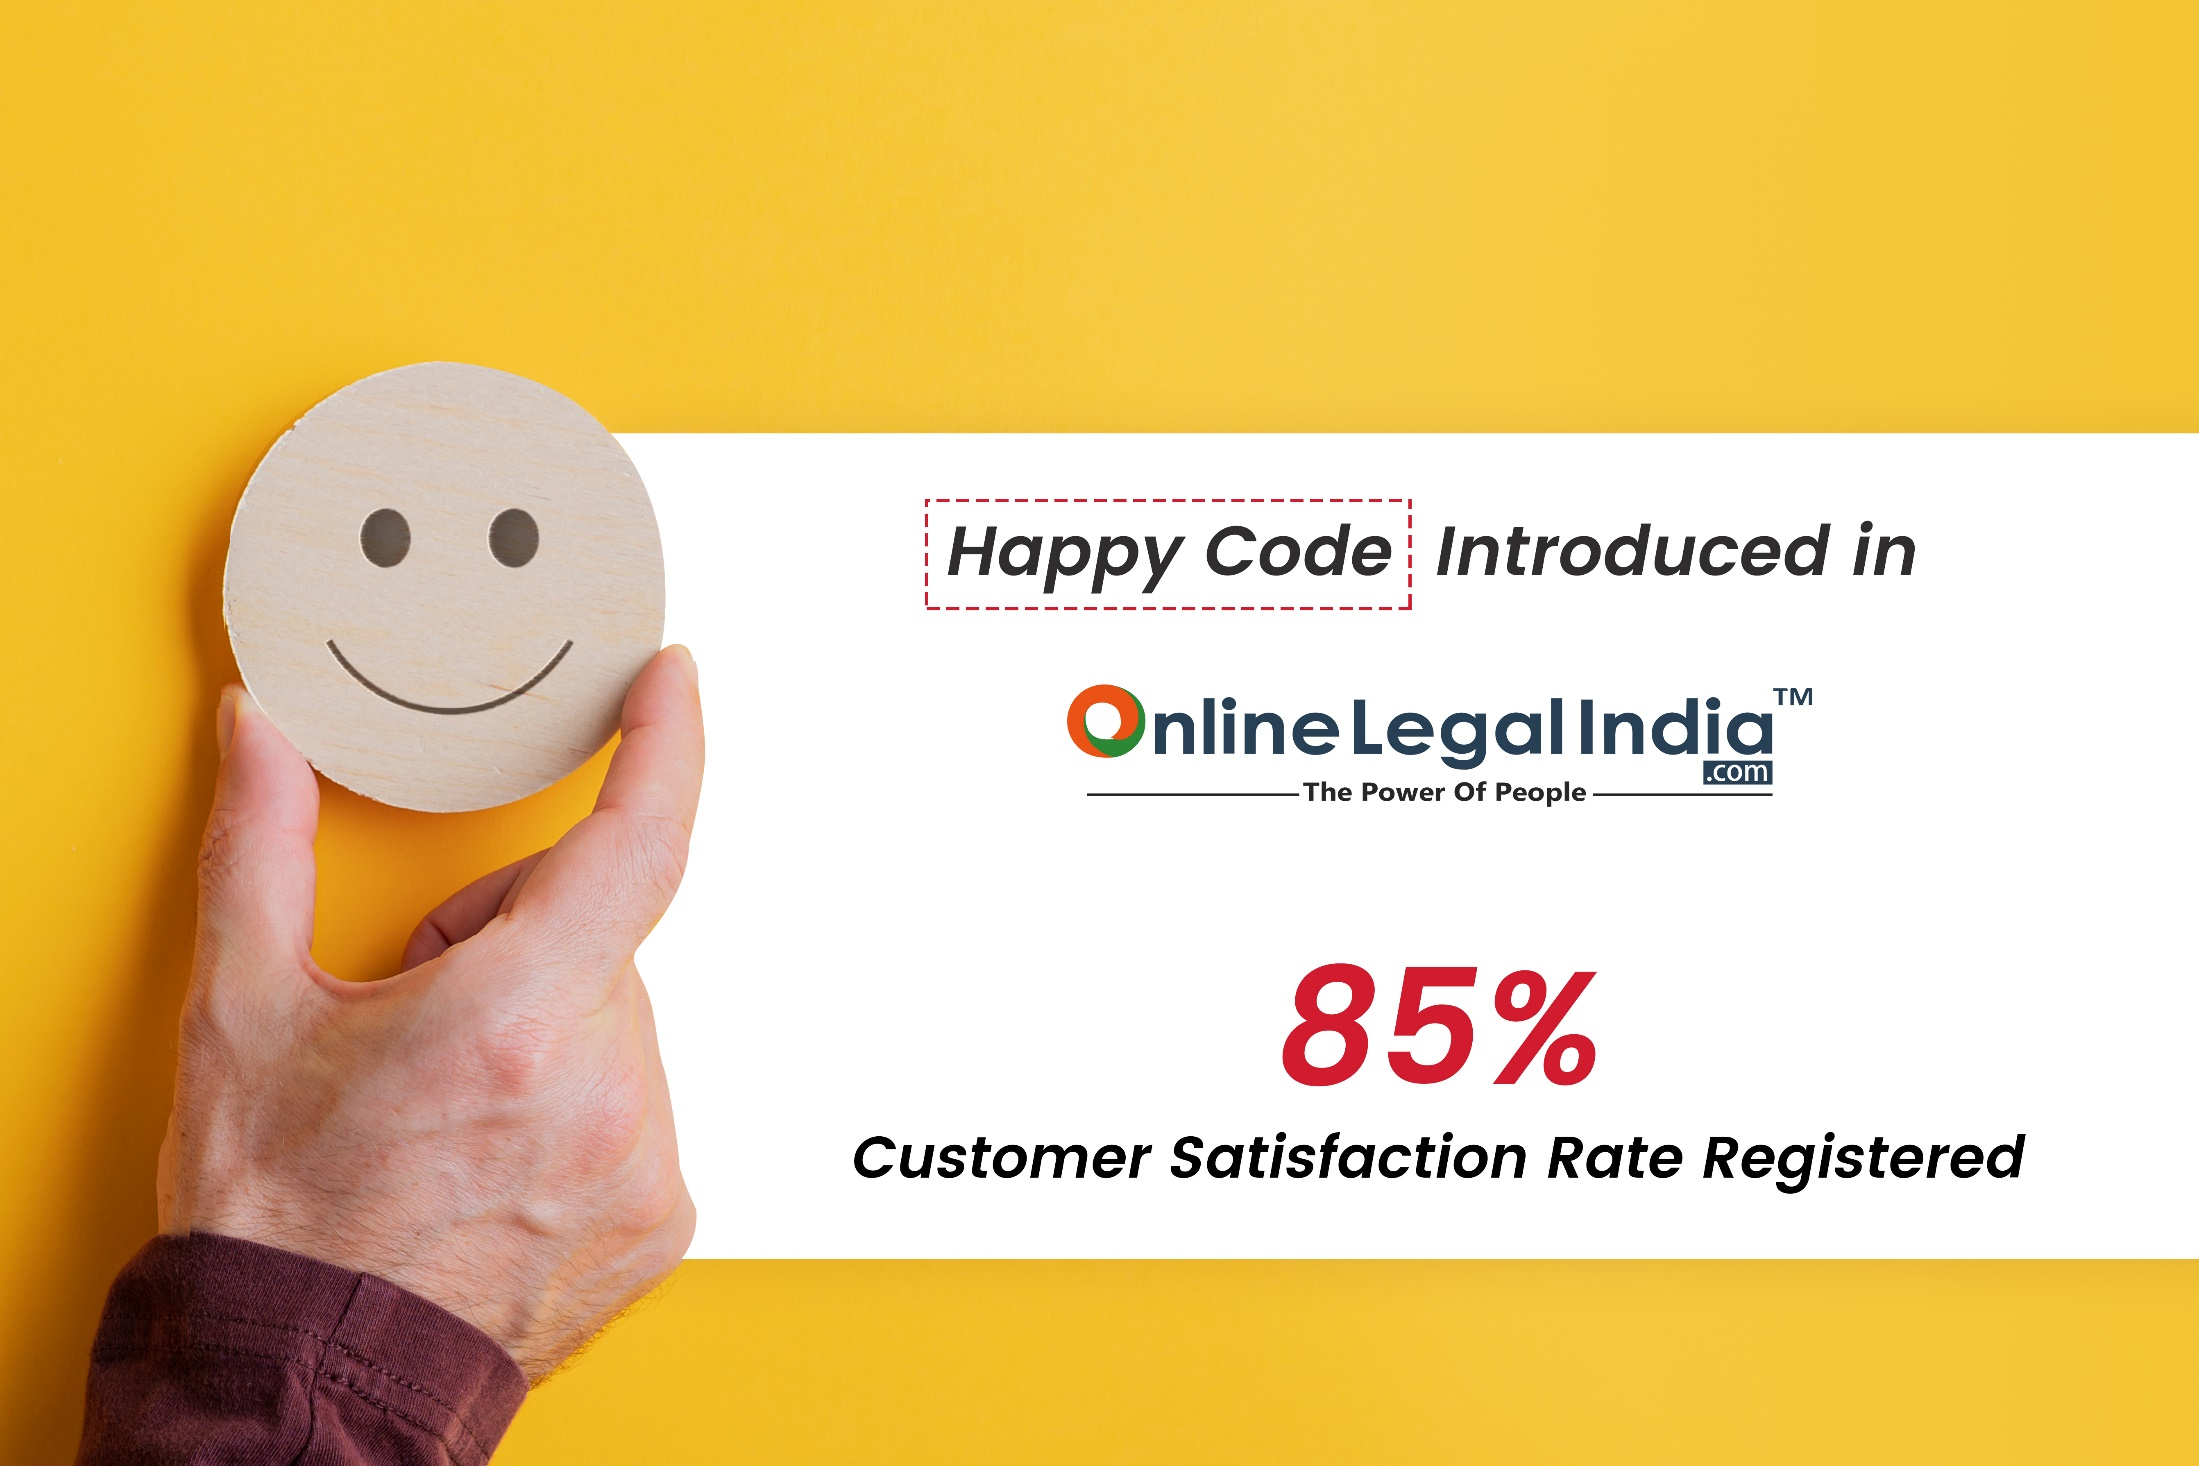 Happy Code Introduced in
OnlineLegalIndia™
.com
The Power Of People
85%
Customer Satisfaction Rate Registered